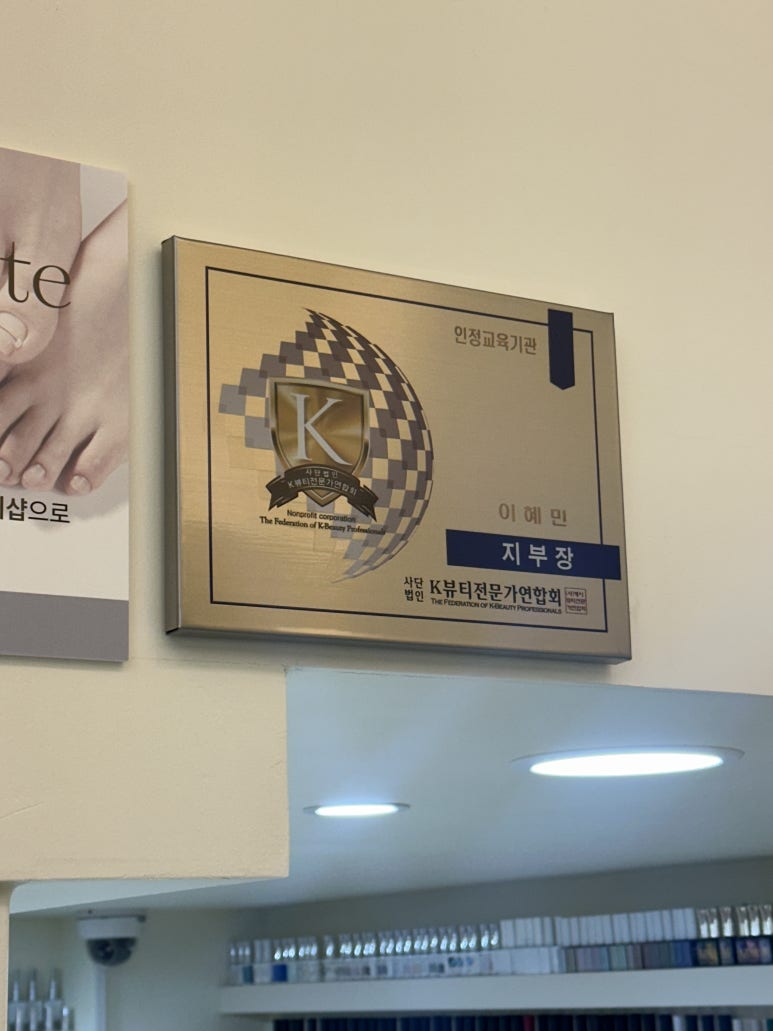 te
샵으로
인정교육기관
K
사단법인
K뷰티전문가연합회
Nonprofit corporation
The Federation of K-Beauty Professionals
이혜민
지부장
사단
법인
K뷰티전문가연합회
THE FEDERATION OF K-BEAUTY PROFESSIONALS